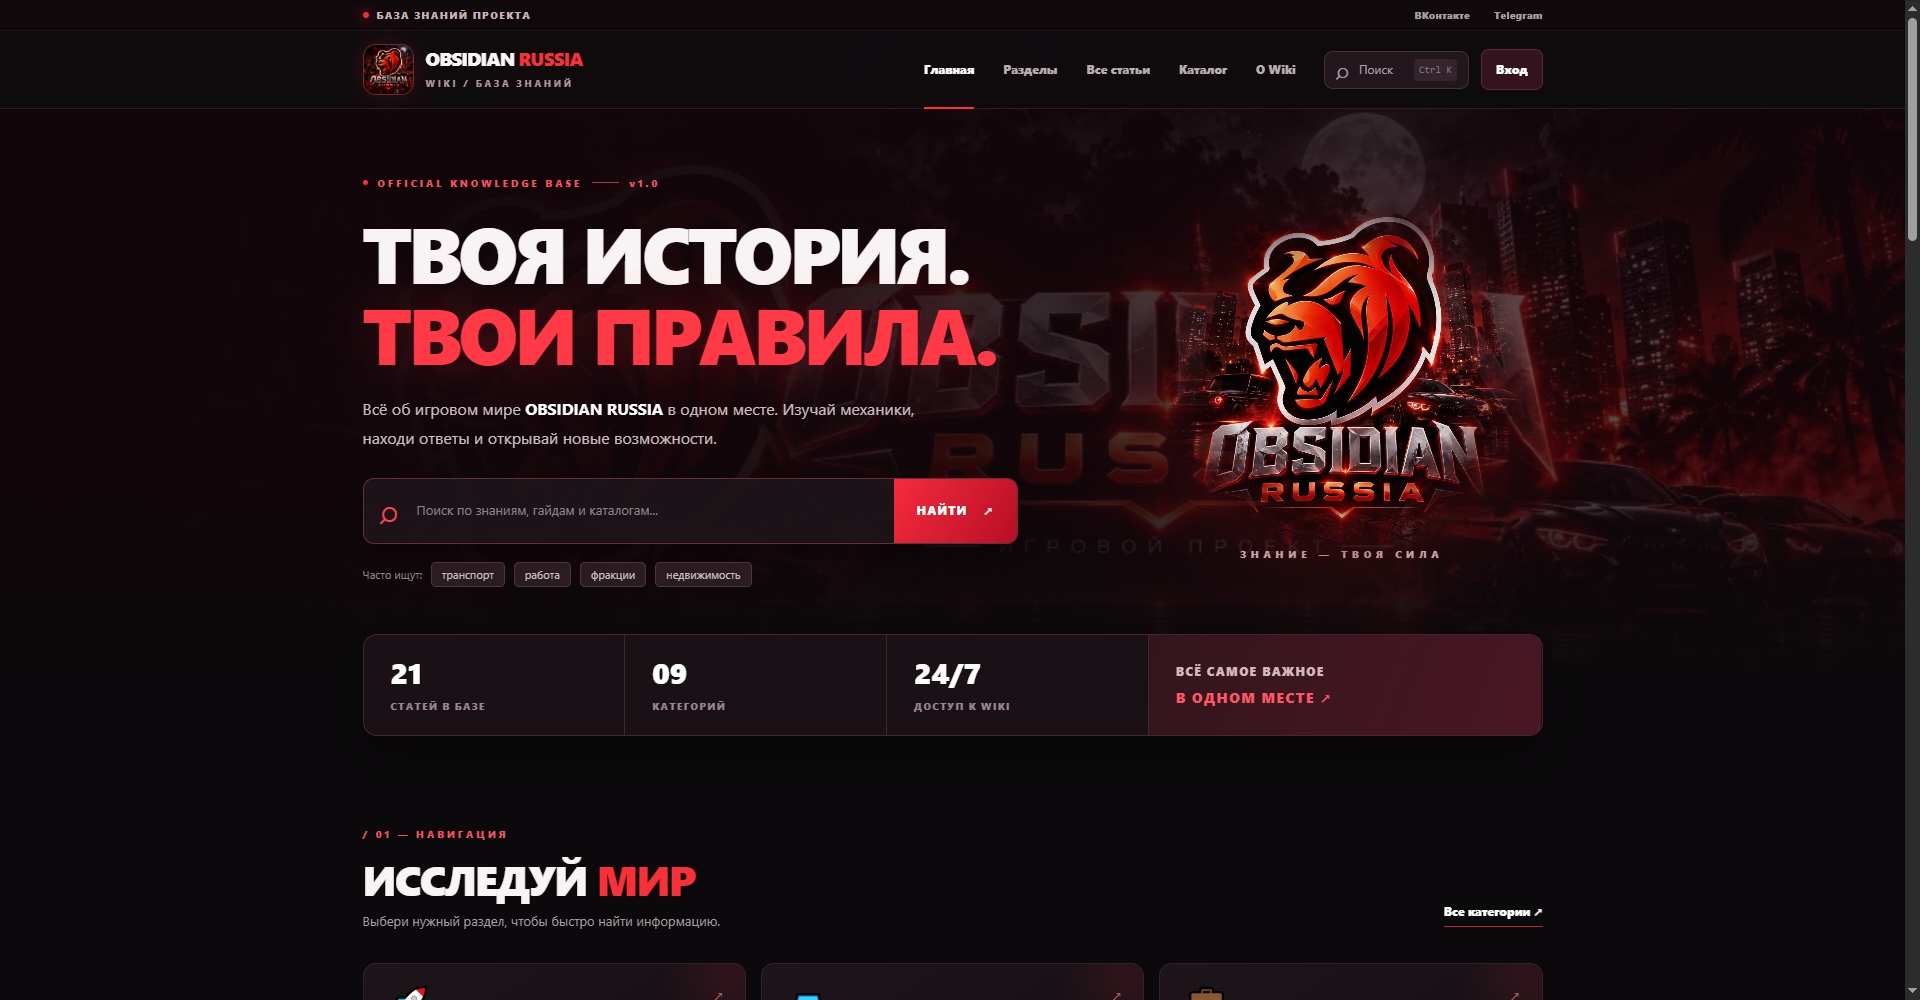 БАЗА ЗНАНИЙ ПРОЕКТА
ВКонтакте Telegram
OBSIDIAN RUSSIA
WIKI / БАЗА ЗНАНИЙ
Главная Разделы Все статьи Каталог О Wiki Поиск Ctrl K Вход
OFFICIAL KNOWLEDGE BASE — v1.0
ТВОЯ ИСТОРИЯ.
ТВОИ ПРАВИЛА.
Всё об игровом мире OBSIDIAN RUSSIA в одном месте. Изучай механики,
находи ответы и открывай новые возможности.
Поиск по знаниям, гайдам и каталогам...
НАЙТИ ↗
Часто ищут: транспорт работа фракции недвижимость
OBSIDIAN
RUSSIA
ИГРОВОЙ ПРОЕКТ
ЗНАНИЕ — ТВОЯ СИЛА
21
СТАТЕЙ В БАЗЕ
09
КАТЕГОРИЙ
24/7
ДОСТУП К WIKI
ВСЁ САМОЕ ВАЖНОЕ
В ОДНОМ МЕСТЕ ↗
/ 01 — НАВИГАЦИЯ
ИССЛЕДУЙ МИР
Выбери нужный раздел, чтобы быстро найти информацию.
Все категории ↗